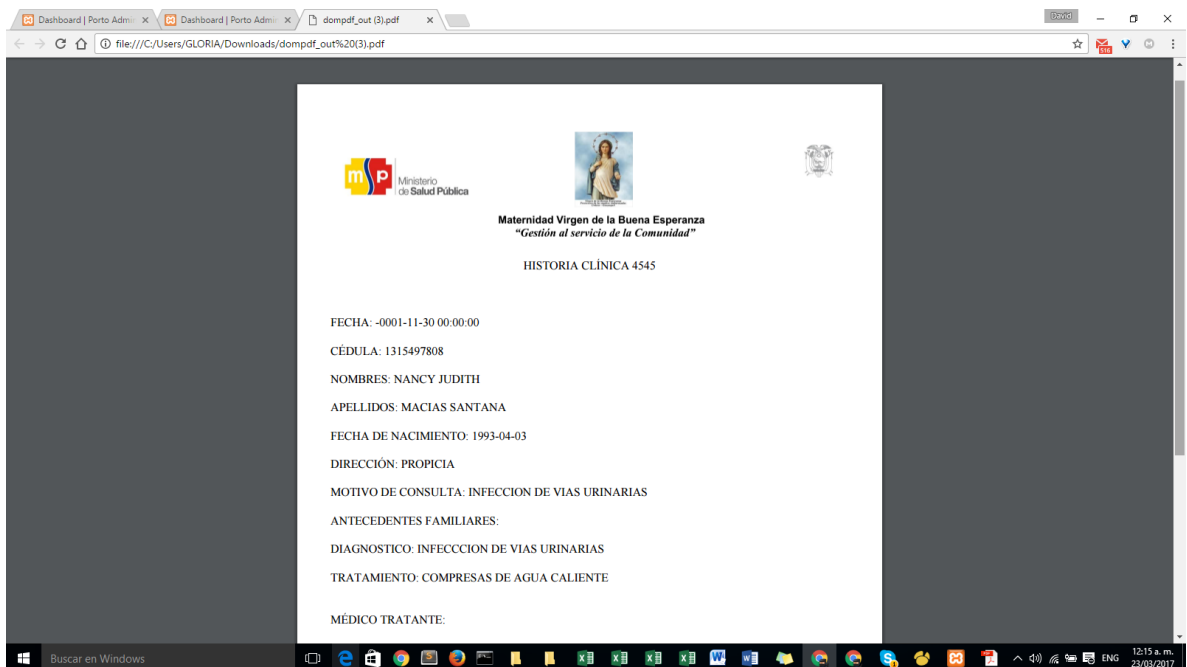 Dashboard | Porto Admin
Dashboard | Porto Admin
dompdf_out (3).pdf
David
file:///C:/Users/GLORIA/Downloads/dompdf_out%20(3).pdf
516
msp
Ministerio
de Salud Pública
Maternidad Virgen de la Buena Esperanza
“Gestión al servicio de la Comunidad”
HISTORIA CLÍNICA 4545
FECHA: -0001-11-30 00:00:00
CÉDULA: 1315497808
NOMBRES: NANCY JUDITH
APELLIDOS: MACIAS SANTANA
FECHA DE NACIMIENTO: 1993-04-03
DIRECCIÓN: PROPICIA
MOTIVO DE CONSULTA: INFECCION DE VIAS URINARIAS
ANTECEDENTES FAMILIARES:
DIAGNOSTICO: INFECCCION DE VIAS URINARIAS
TRATAMIENTO: COMPRESAS DE AGUA CALIENTE
MÉDICO TRATANTE:
Buscar en Windows
ENG
12:15 a. m.
23/03/2017